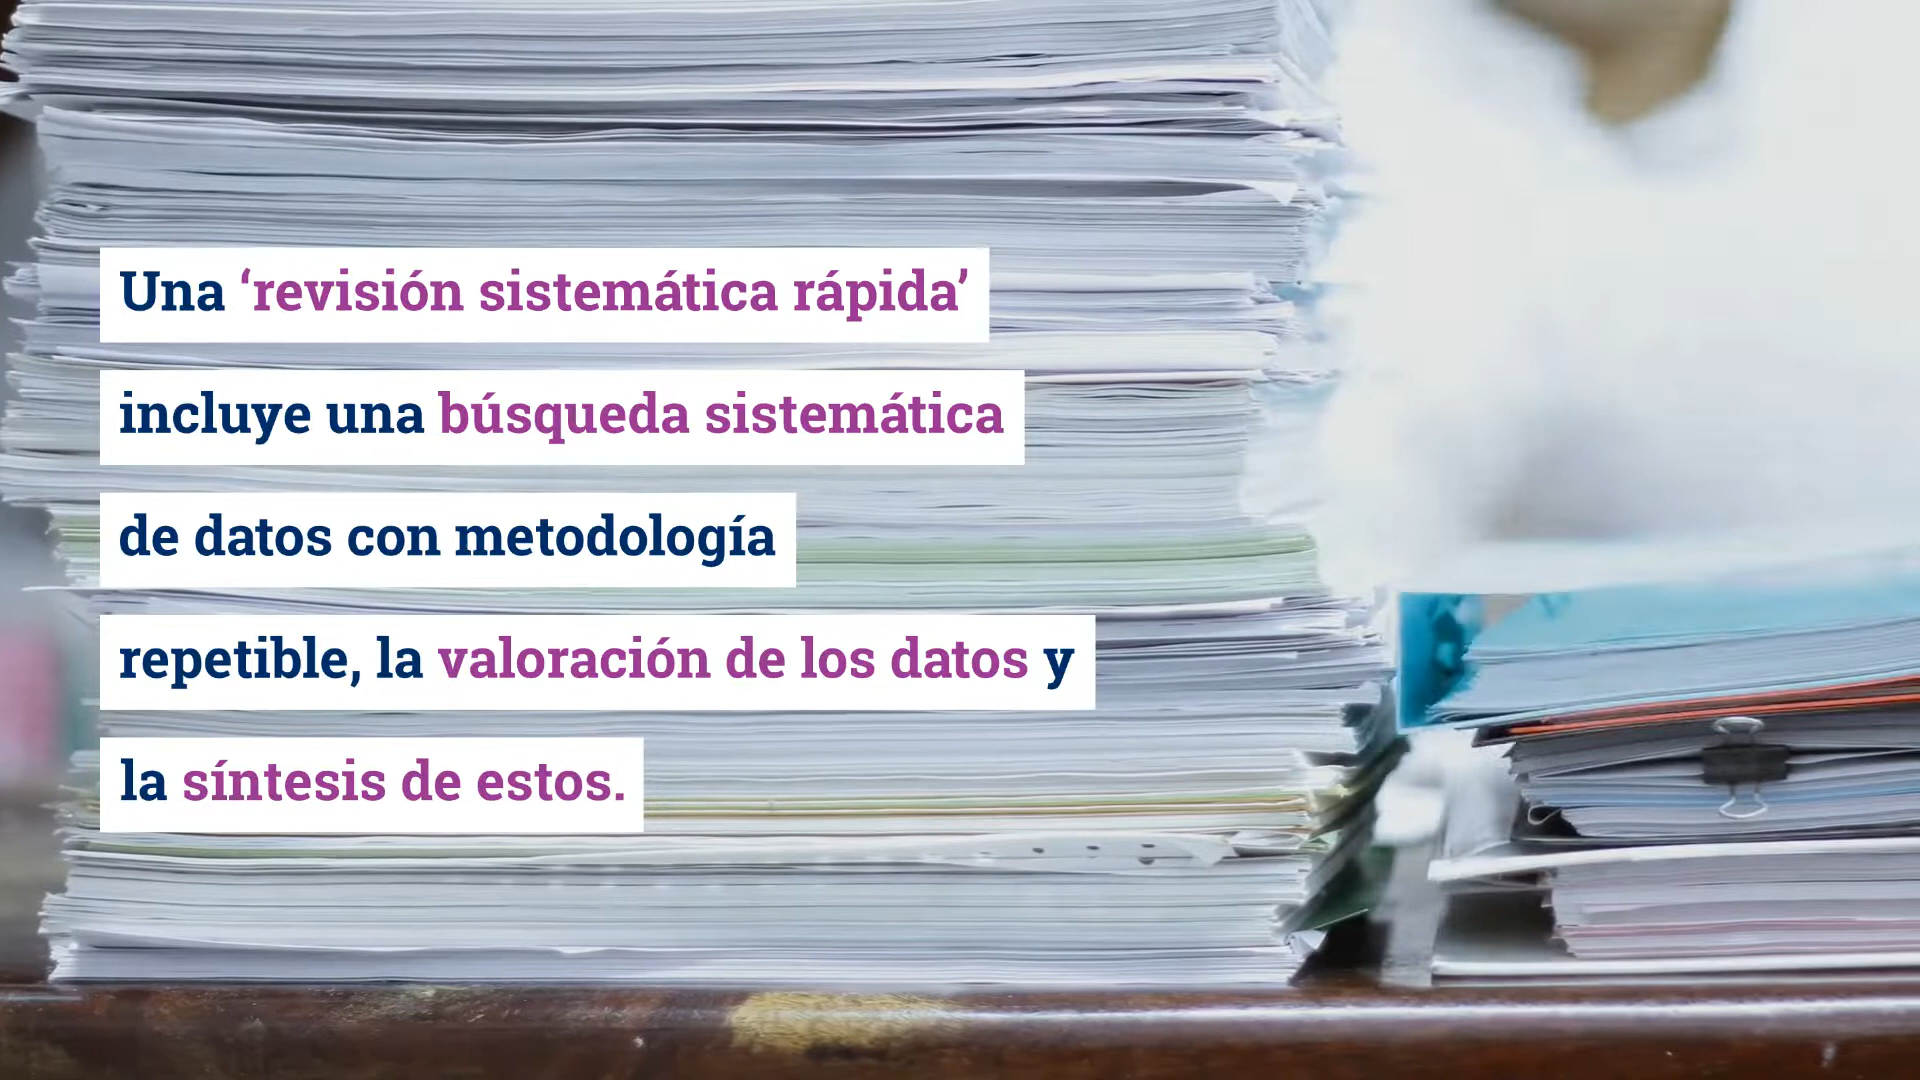 Una ‘revisión sistemática rápida’
incluye una búsqueda sistemática
de datos con metodología
repetible, la valoración de los datos y
la síntesis de estos.